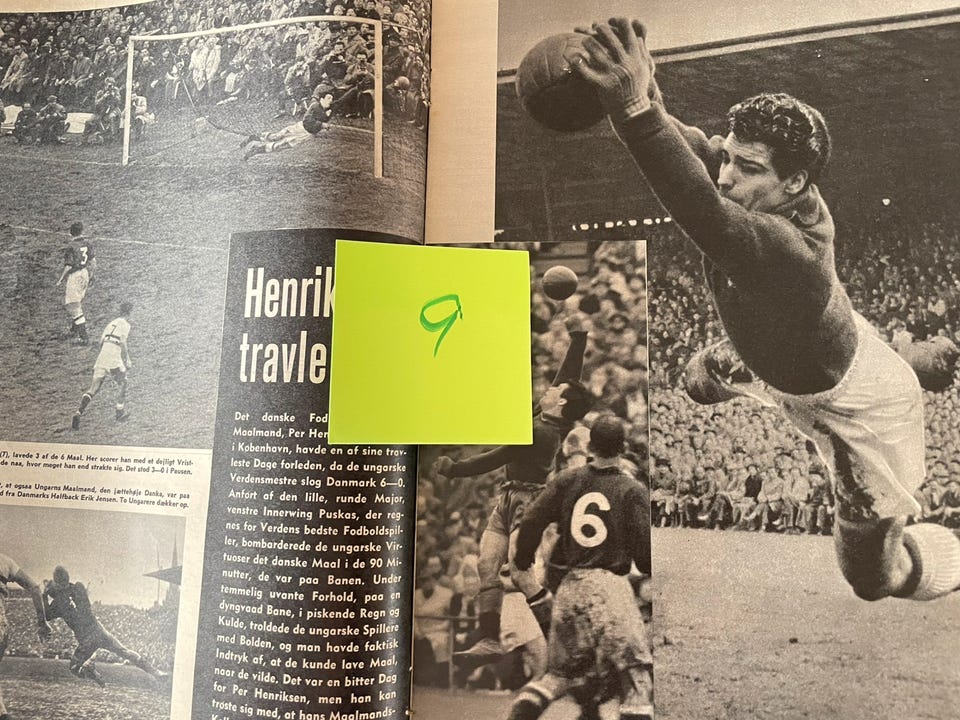 3
7
(7), lavede 3 af de 6 Maal. Her scorer han med et dejligt Vrist-
de naa, hvor meget han end strakte sig. Det stod 3—0 i Pausen.
, at ogsaa Ungarns Maalmand, den jættehøje Danka, var paa
d fra Danmarks Halfback Erik Jensen. To Ungarere dækker op.
Henrik
travle
9
Det danske Fod
Maalmand, Per Hen
i København, havde en af sine trav-
leste Dage forleden, da de ungarske
Verdensmestre slog Danmark 6—0.
Anført af den lille, runde Major,
venstre Innerwing Puskas, der reg-
nes for Verdens bedste Fodboldspil-
ler, bombarderede de ungarske Vir-
tuoser det danske Maal i de 90 Mi-
nutter, de var paa Banen. Under
temmelig uvante Forhold, paa en
dyngvaad Bane, i piskende Regn og
Kulde, troldede de ungarske Spillere
med Bolden, og man havde faktisk
Indtryk af, at de kunde lave Maal,
naar de vilde. Det var en bitter Dag
for Per Henriksen, men han kan
trøste sig med, at hans Maalmands-
6